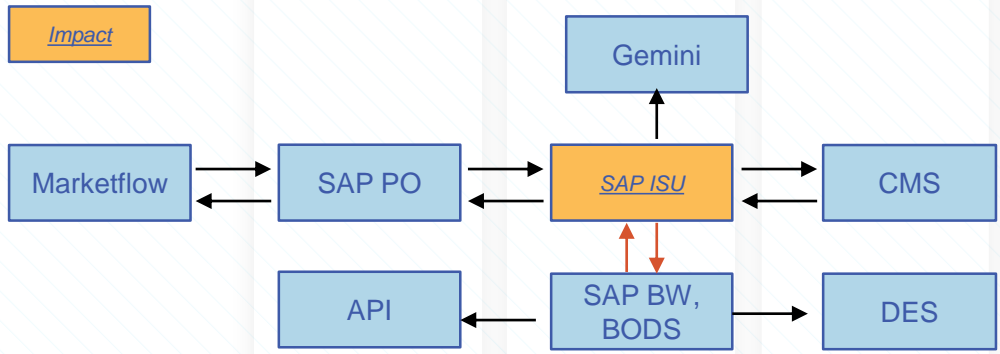 Impact
Gemini
Marketflow
SAP PO
SAP ISU
CMS
API
SAP BW,
BODS
DES